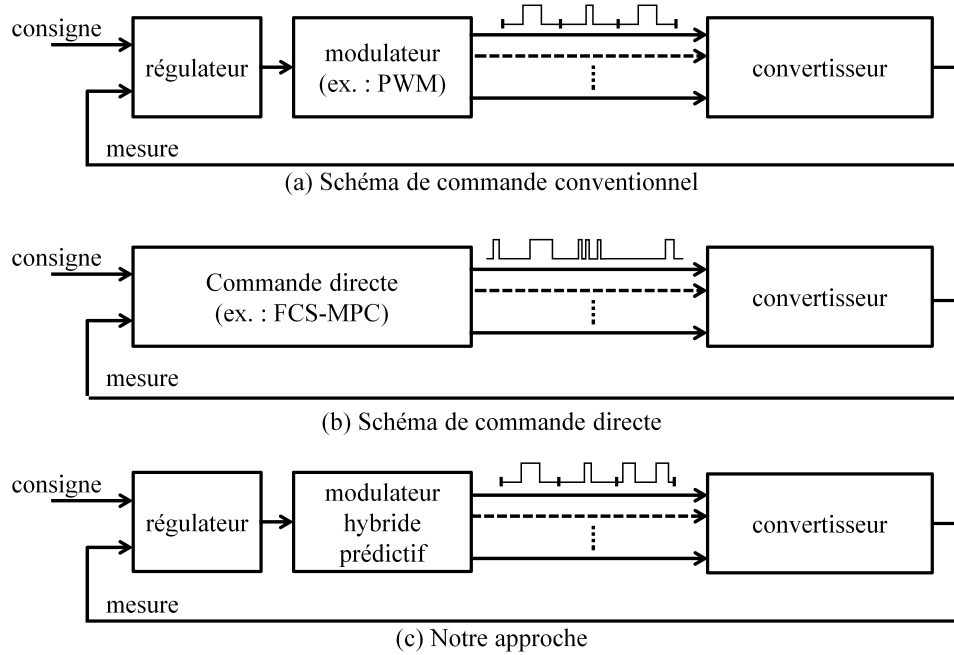 consigne
régulateur
modulateur
(ex. : PWM)
convertisseur
mesure
(a) Schéma de commande conventionnel
consigne
Commande directe
(ex. : FCS-MPC)
convertisseur
mesure
(b) Schéma de commande directe
consigne
régulateur
modulateur
hybride
prédictif
convertisseur
mesure
(c) Notre approche